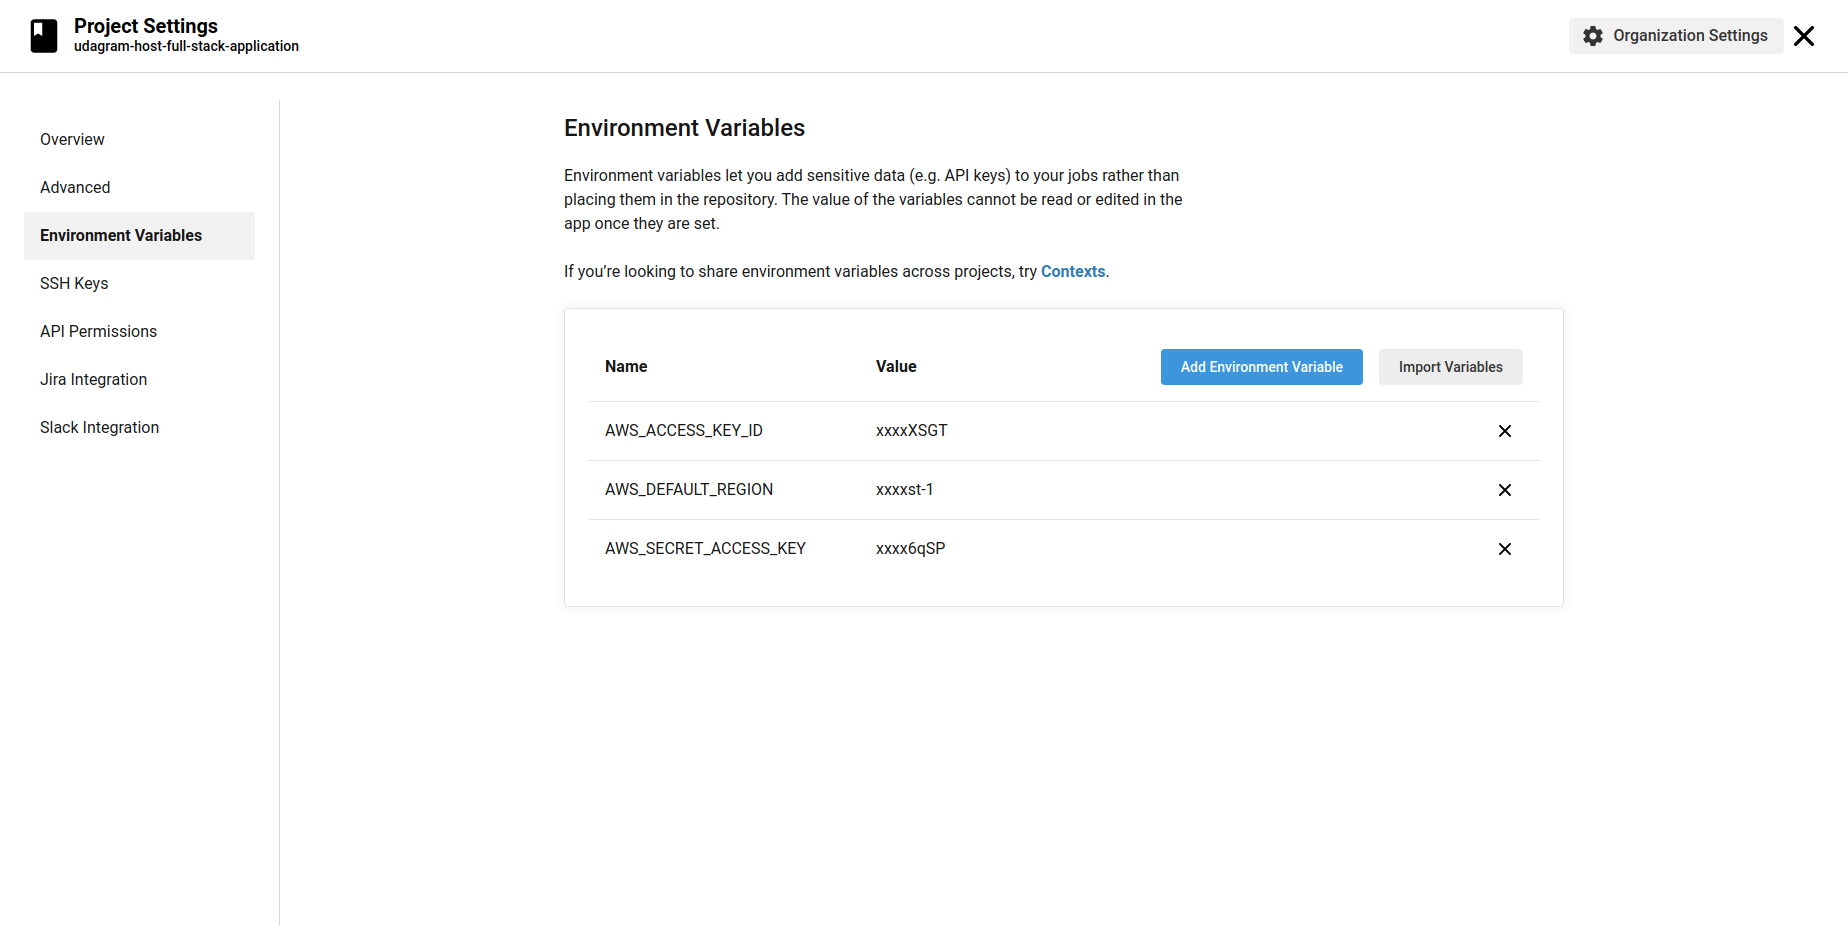 Project Settings
udagram-host-full-stack-application
Organization Settings
Overview
Advanced
Environment Variables
SSH Keys
API Permissions
Jira Integration
Slack Integration
Environment Variables
Environment variables let you add sensitive data (e.g. API keys) to your jobs rather than
placing them in the repository. The value of the variables cannot be read or edited in the
app once they are set.
If you’re looking to share environment variables across projects, try Contexts.
Name Value Add Environment Variable Import Variables
AWS_ACCESS_KEY_ID xxxxXSGT
AWS_DEFAULT_REGION xxxxst-1
AWS_SECRET_ACCESS_KEY xxxx6qSP